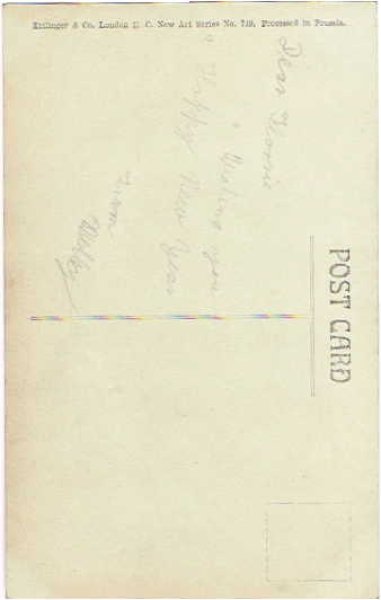 Ettlinger & Co. London E. C. New Art Series No. 739. Processed in Prussia.
POST CARD
Dear
Wishing you
a Happy New Year
from